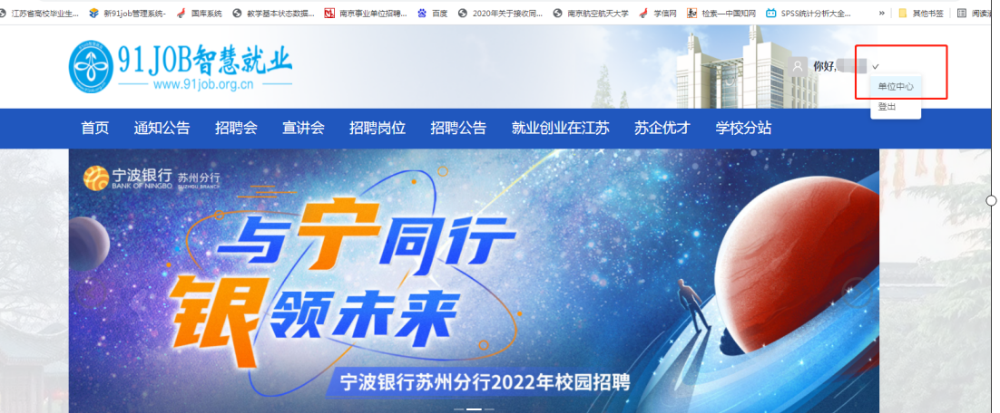 江苏省高校毕业生... 新91job管理系统- 国库系统 教学基本状态数据... 南京事业单位招聘... 百度 2020年关于接收同... 南京航空航天大学 学信网 检索—中国知网 SPSS统计分析大全... » 其他书签 阅读
91JOB智慧就业
www.91job.org.cn
你好,
单位中心
登出
首页 通知公告 招聘会 宣讲会 招聘岗位 招聘公告 就业创业在江苏 苏企优才 学校分站
宁波银行 苏州分行
BANK OF NINGBO SUZHOU BRANCH
与宁同行
银领未来
宁波银行苏州分行2022年校园招聘